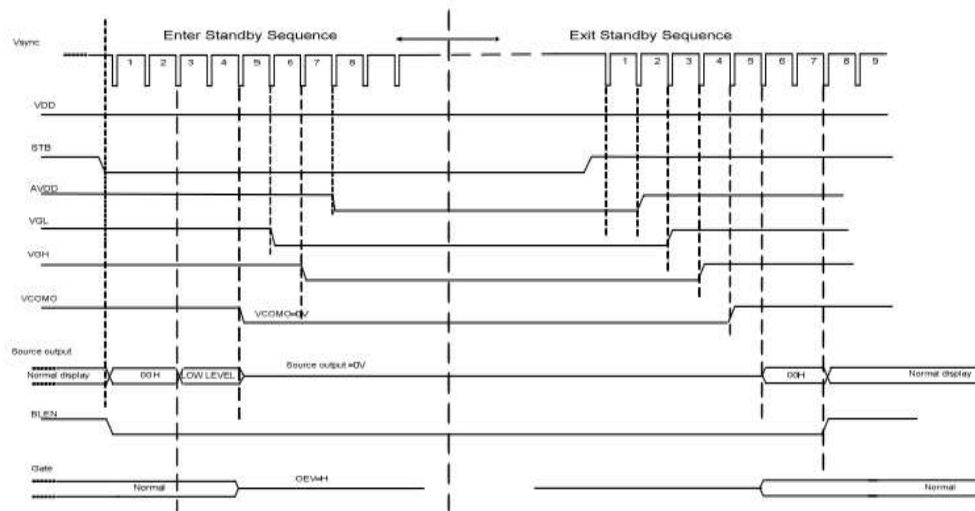 Enter Standby Sequence Exit Standby Sequence
Vsync
1 2 3 4 5 6 7 8 1 2 3 4 5 6 7 8 9
VDD
STB
AVDD
VGL
VGH
VCOMO
VCOMO=0V
Source output
Normal display 00H LOW LEVEL Source output =0V 00H Normal display
BLEN
Gate
Normal OEV=H Normal